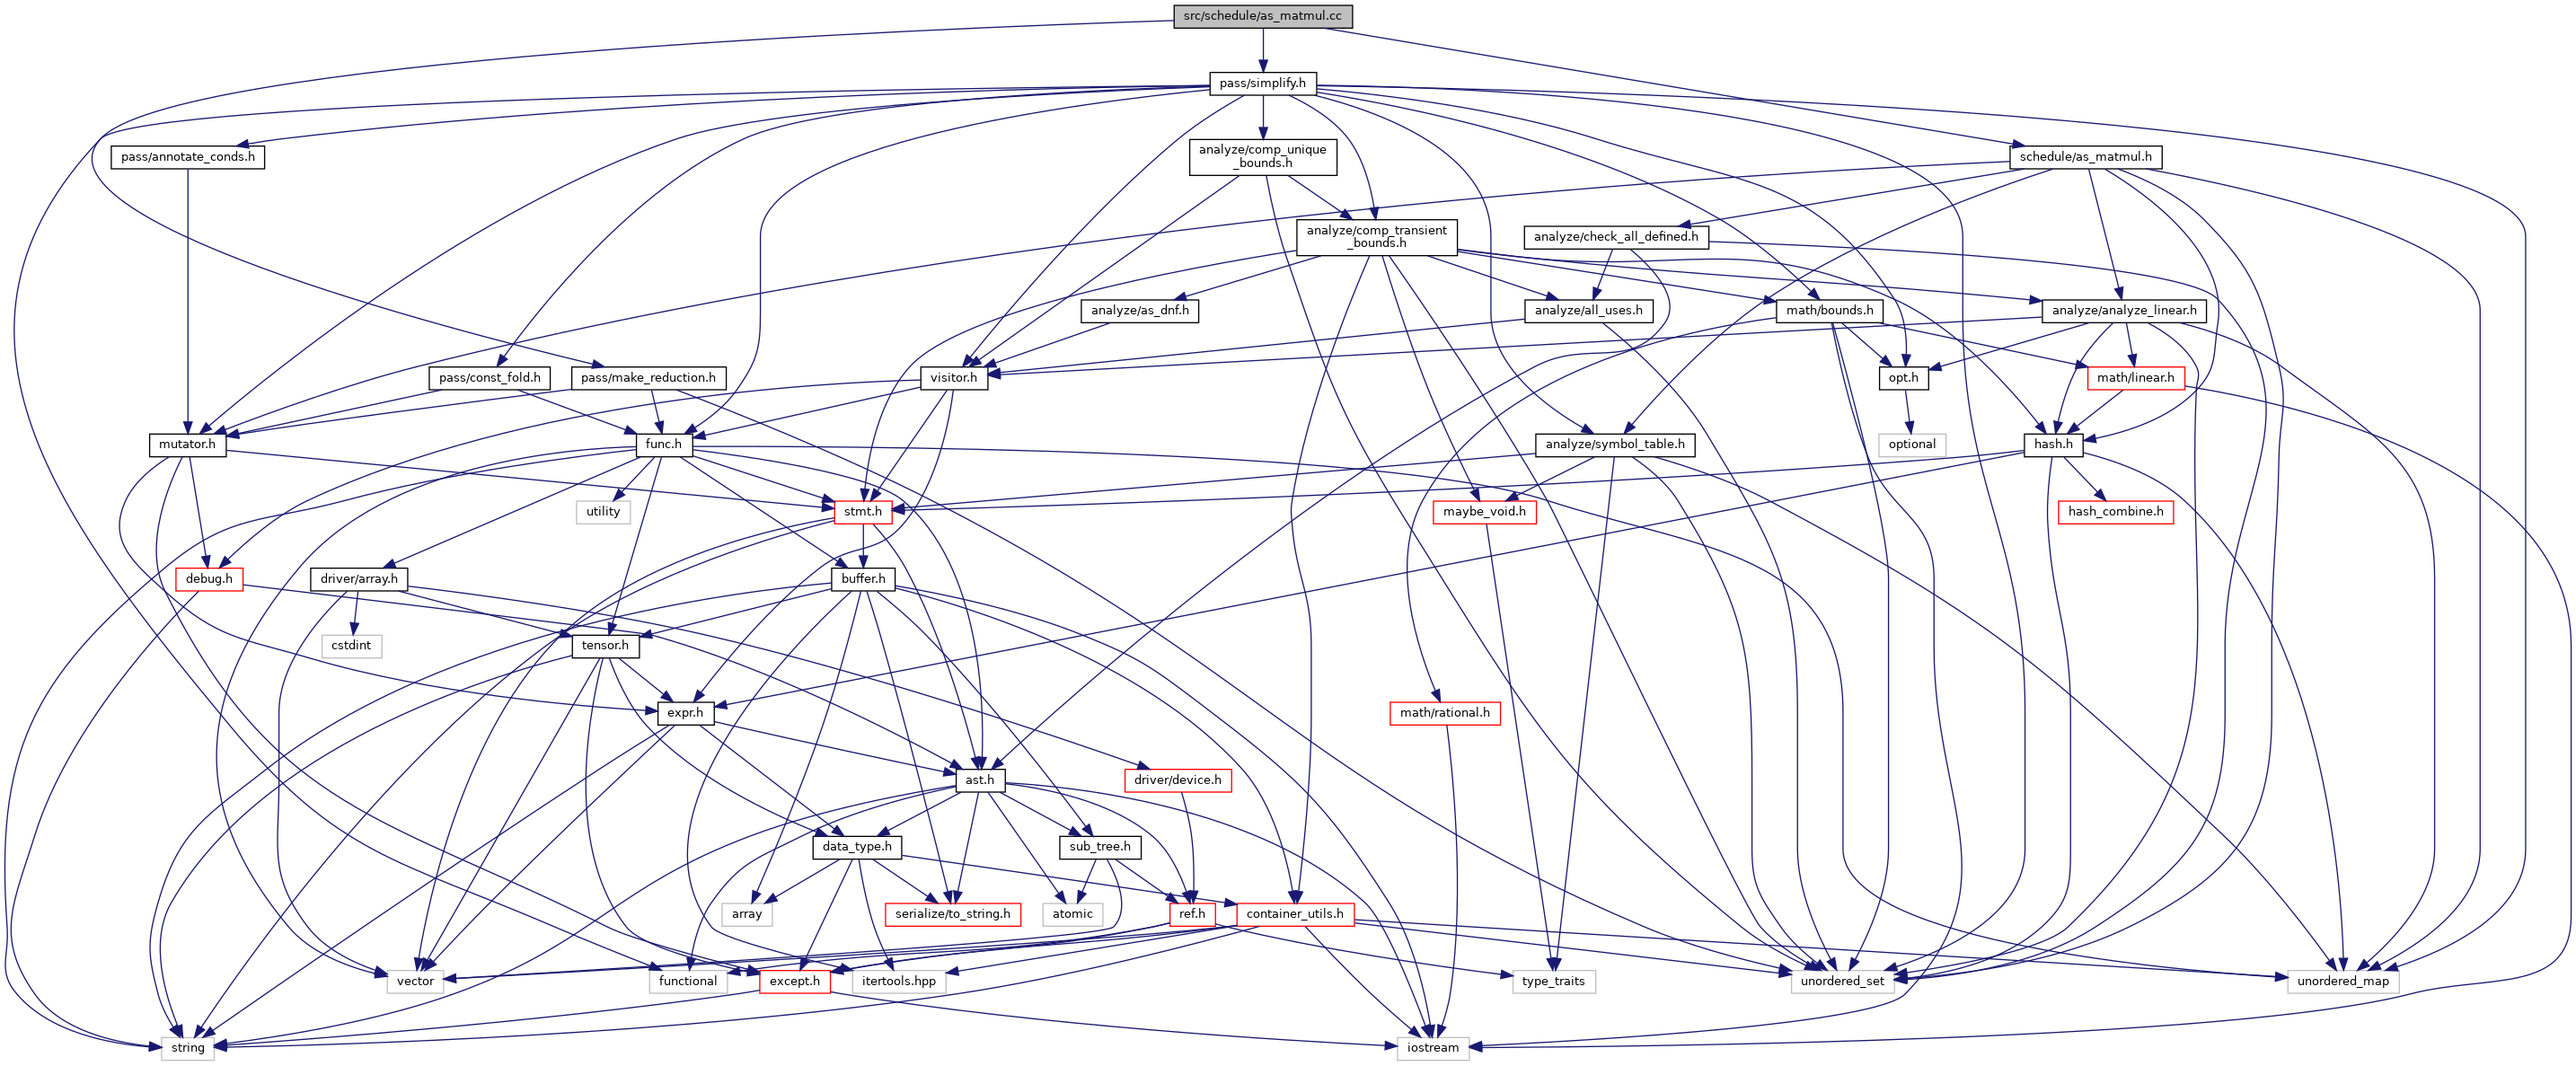 src/schedule/as_matmul.cc
pass/simplify.h
pass/annotate_conds.h
analyze/comp_unique
_bounds.h
schedule/as_matmul.h
analyze/comp_transient
_bounds.h
analyze/check_all_defined.h
analyze/as_dnf.h
analyze/all_uses.h
math/bounds.h
analyze/analyze_linear.h
pass/const_fold.h
pass/make_reduction.h
visitor.h
opt.h
math/linear.h
mutator.h
func.h
analyze/symbol_table.h
optional
hash.h
utility
stmt.h
maybe_void.h
hash_combine.h
debug.h
driver/array.h
buffer.h
cstdint
tensor.h
expr.h
math/rational.h
ast.h
driver/device.h
data_type.h
sub_tree.h
array
serialize/to_string.h
atomic
ref.h
container_utils.h
vector
functional
except.h
itertools.hpp
type_traits
unordered_set
unordered_map
string
iostream